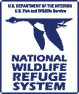 U.S. DEPARTMENT OF THE INTERIOR
U.S. Fish and Wildlife Service
NATIONAL
WILDLIFE
REFUGE
SYSTEM